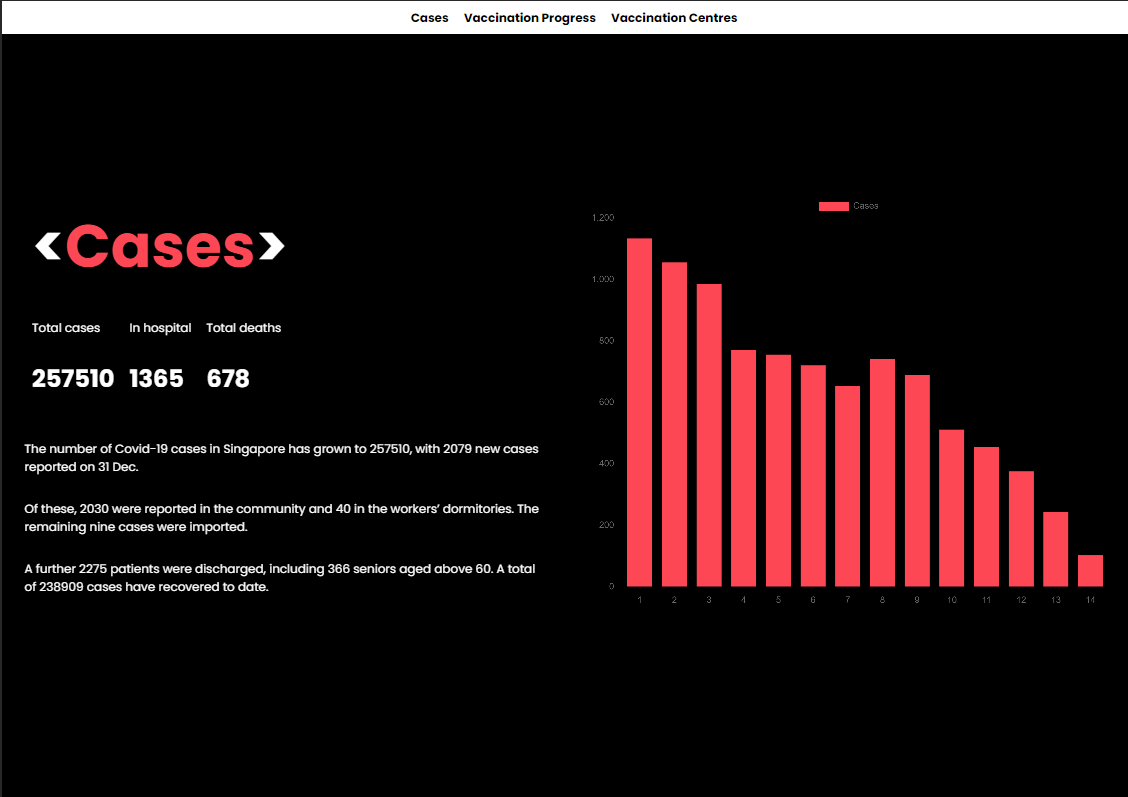 Cases Vaccination Progress Vaccination Centres
<Cases>
Total cases In hospital Total deaths
257510 1365 678
The number of Covid-19 cases in Singapore has grown to 257510, with 2079 new cases
reported on 31 Dec.
Of these, 2030 were reported in the community and 40 in the workers’ dormitories. The
remaining nine cases were imported.
A further 2275 patients were discharged, including 366 seniors aged above 60. A total
of 238909 cases have recovered to date.
Cases
1,200
1,000
800
600
400
200
0
1 2 3 4 5 6 7 8 9 10 11 12 13 14